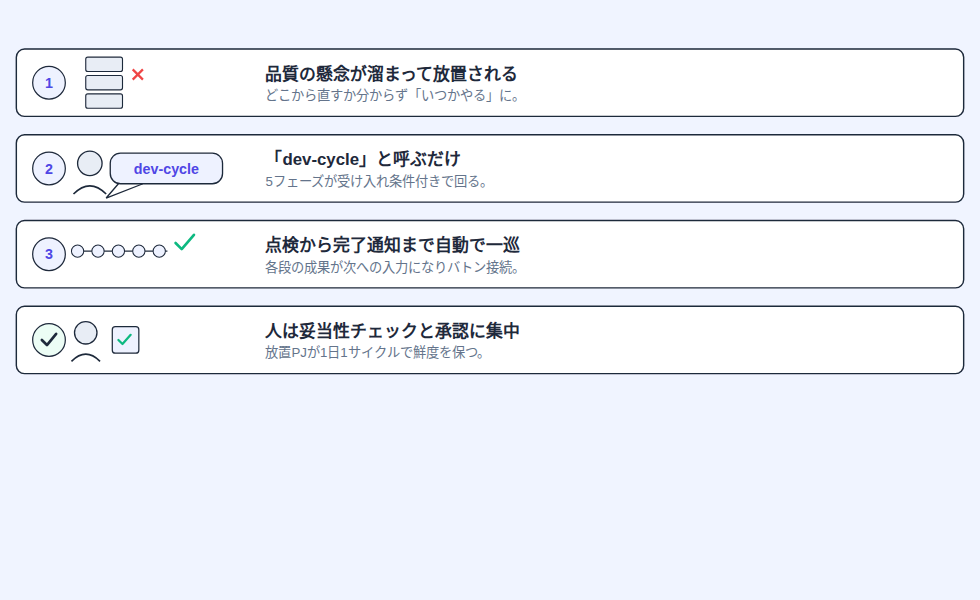 1
品質の懸念が溜まって放置される
どこから直すか分からず「いつかやる」に。
2
dev-cycle
「dev-cycle」と呼ぶだけ
5フェーズが受け入れ条件付きで回る。
3
点検から完了通知まで自動で一巡
各段の成果が次への入力になりバトン接続。
人は妥当性チェックと承認に集中
放置PJが1日1サイクルで鮮度を保つ。